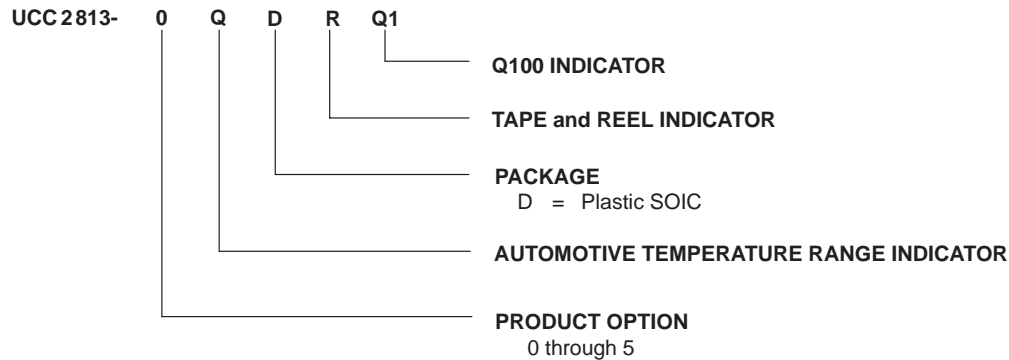 UCC2813- 0 Q D R Q1
Q100 INDICATOR
TAPE and REEL INDICATOR
PACKAGE
D = Plastic SOIC
AUTOMOTIVE TEMPERATURE RANGE INDICATOR
PRODUCT OPTION
0 through 5